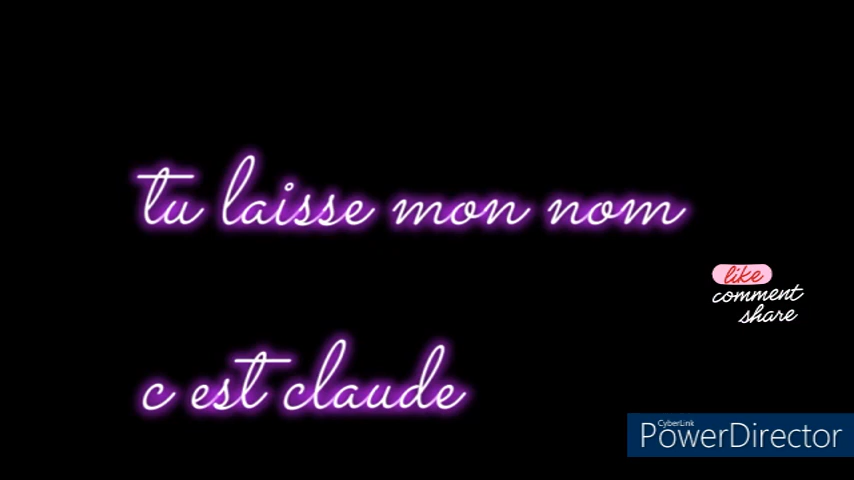 tu laisse mon nom
like
comment
share
c est claude
CyberLink
PowerDirector